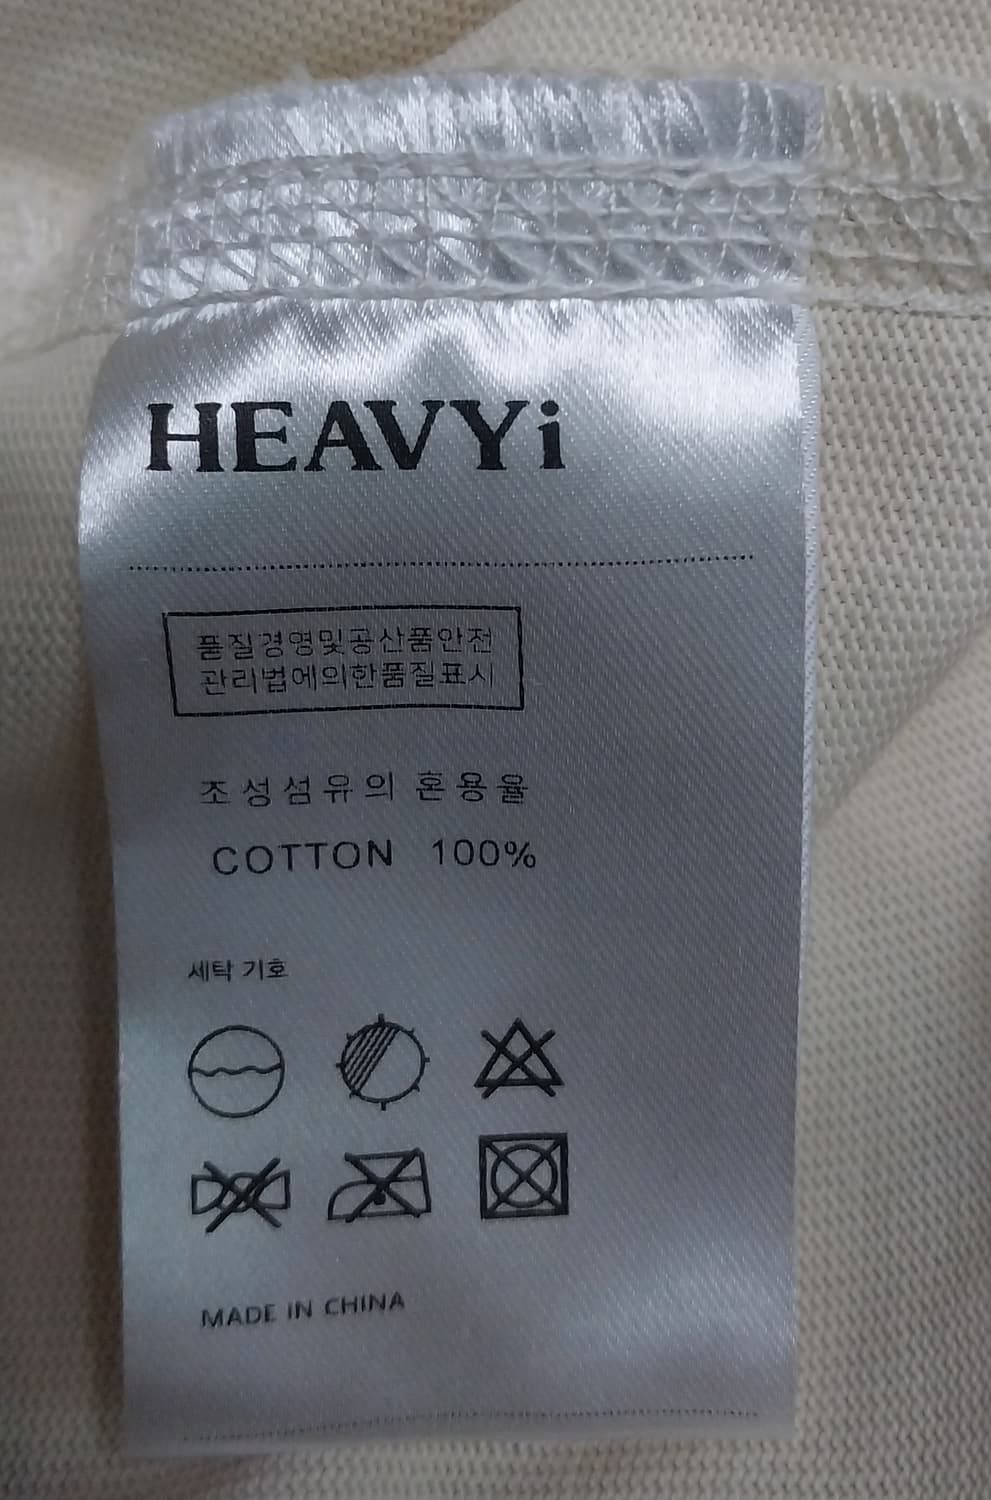 HEAVYi
품질경영및공산품안전
관리법에의한품질표시
조성섬유의 혼용율
COTTON 100%
세탁 기호
MADE IN CHINA